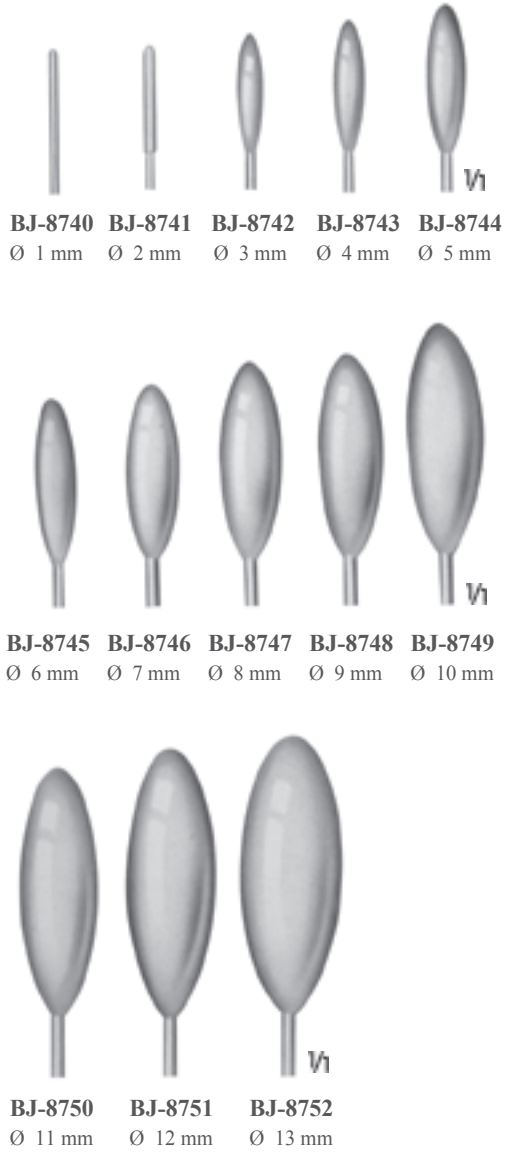 1/1
BJ-8740 BJ-8741 BJ-8742 BJ-8743 BJ-8744
Ø 1 mm Ø 2 mm Ø 3 mm Ø 4 mm Ø 5 mm
1/1
BJ-8745 BJ-8746 BJ-8747 BJ-8748 BJ-8749
Ø 6 mm Ø 7 mm Ø 8 mm Ø 9 mm Ø 10 mm
1/1
BJ-8750 BJ-8751 BJ-8752
Ø 11 mm Ø 12 mm Ø 13 mm